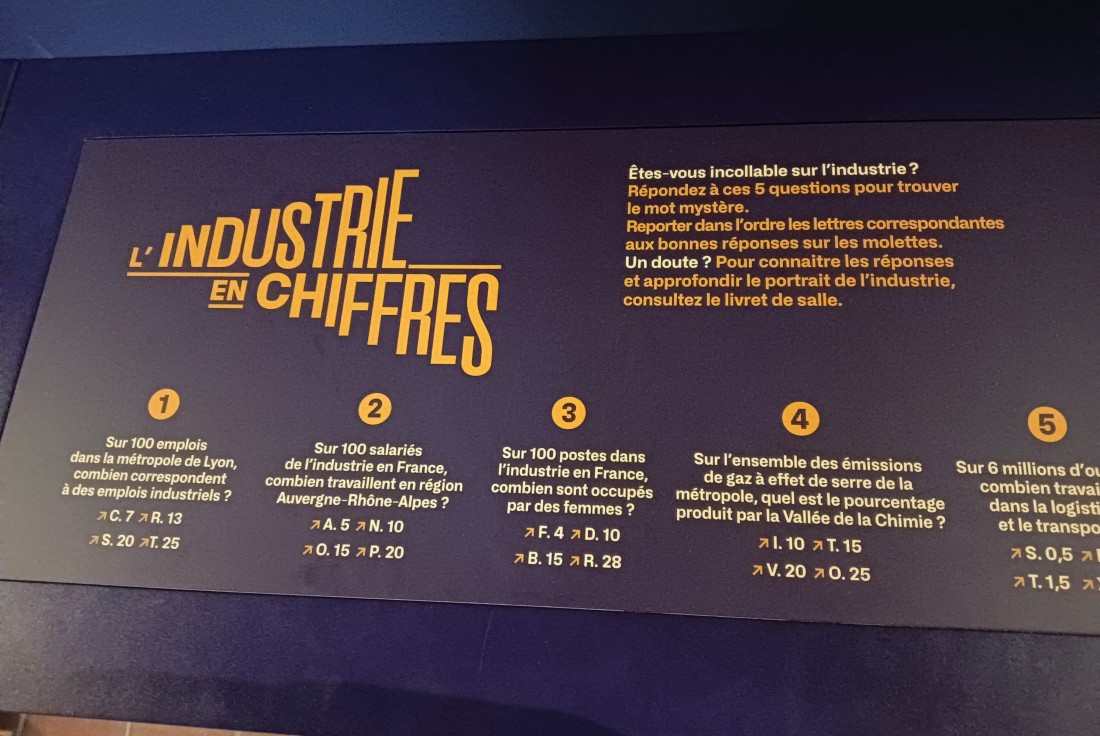 L' INDUSTRIE
EN CHIFFRES
Êtes-vous incollable sur l'industrie ?
Répondez à ces 5 questions pour trouver
le mot mystère.
Reporter dans l'ordre les lettres correspondantes
aux bonnes réponses sur les molettes.
Un doute ? Pour connaitre les réponses
et approfondir le portrait de l'industrie,
consultez le livret de salle.
1
Sur 100 emplois
dans la métropole de Lyon,
combien correspondent
à des emplois industriels ?
↗ C. 7 ↗ R. 13
↗ S. 20 ↗ T. 25
2
Sur 100 salariés
de l'industrie en France,
combien travaillent en région
Auvergne-Rhône-Alpes ?
↗ A. 5 ↗ N. 10
↗ O. 15 ↗ P. 20
3
Sur 100 postes dans
l'industrie en France,
combien sont occupés
par des femmes ?
↗ F. 4 ↗ D. 10
↗ B. 15 ↗ R. 28
4
Sur l'ensemble des émissions
de gaz à effet de serre de la
métropole, quel est le pourcentage
produit par la Vallée de la Chimie ?
↗ I. 10 ↗ T. 15
↗ V. 20 ↗ O. 25
5
Sur 6 millions d'ou
combien travai
dans la logisti
et le transpo
↗ S. 0,5 ↗
↗ T. 1,5 ↗